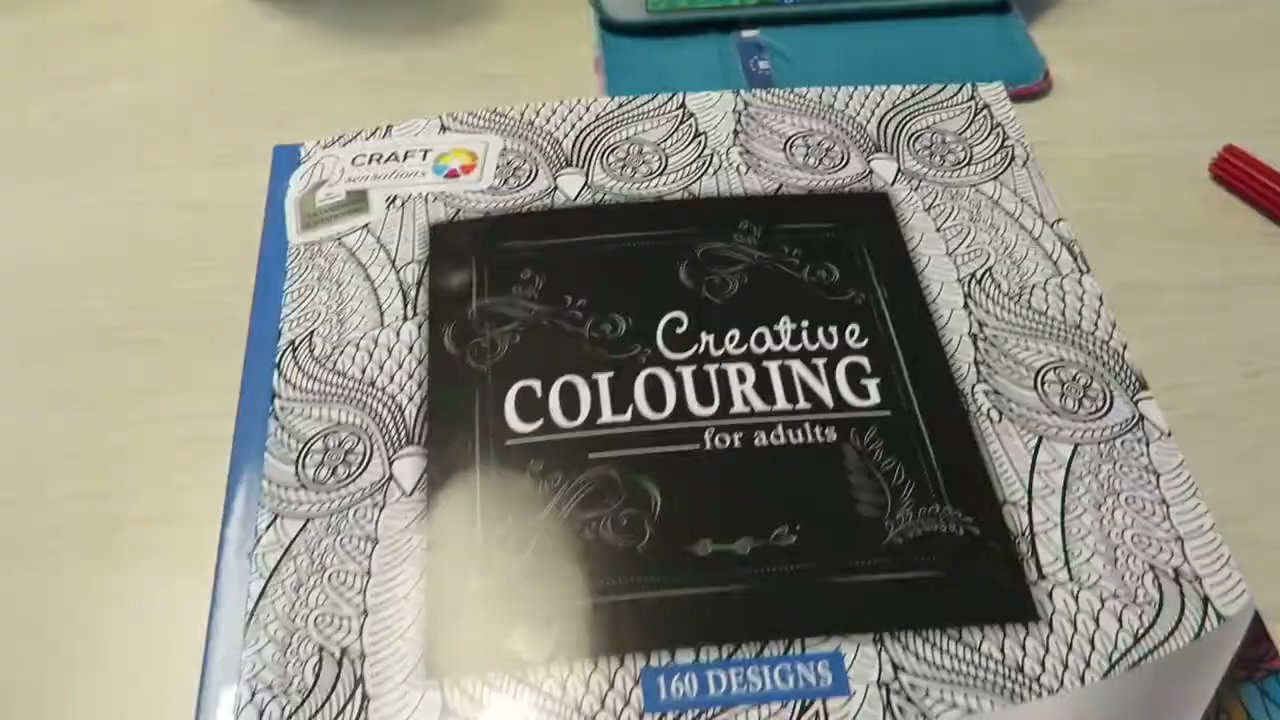 CRAFT
sensations
Creative
COLOURING
for adults
160 DESIGNS